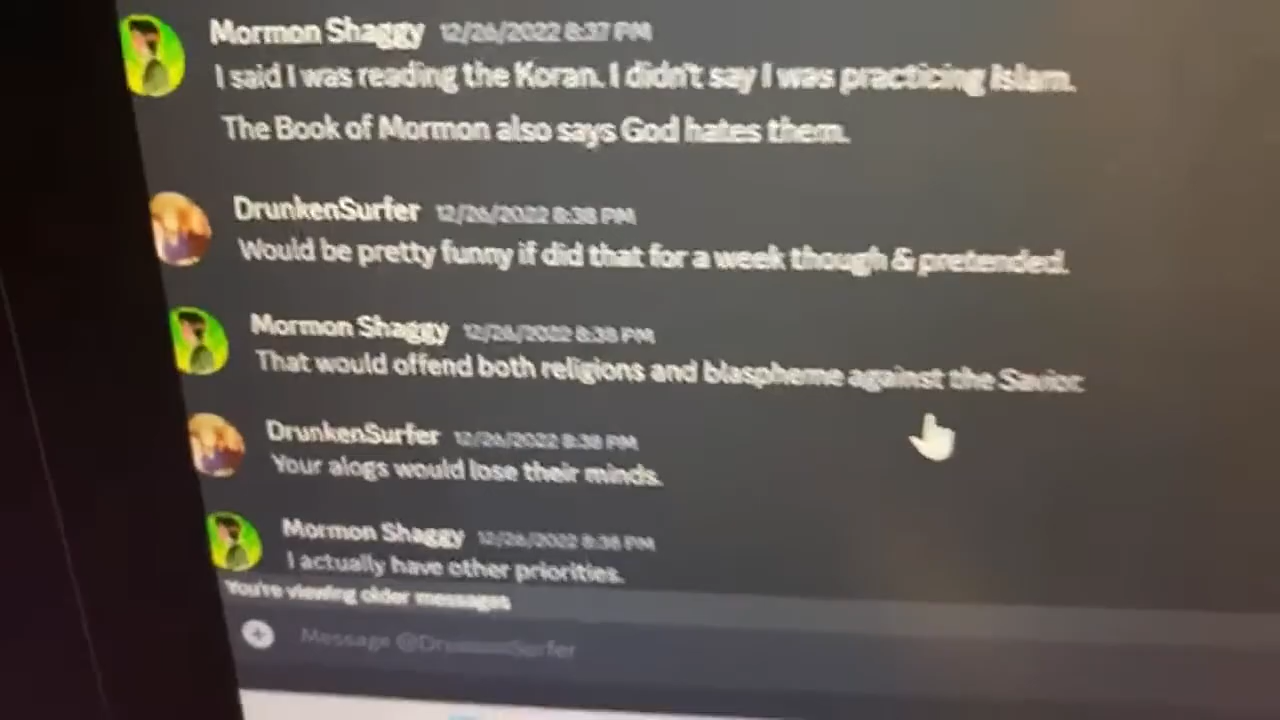 Mormon Shaggy 12/26/2022 8:37 PM
I said I was reading the Koran. I didn't say I was practicing Islam.
The Book of Mormon also says God hates them.
DrunkenSurfer 12/26/2022 8:38 PM
Would be pretty funny if did that for a week though & pretended.
Mormon Shaggy 12/26/2022 8:38 PM
That would offend both religions and blaspheme against the Savior.
DrunkenSurfer 12/26/2022 8:38 PM
Your alogs would lose their minds.
Mormon Shaggy 12/26/2022 8:38 PM
I actually have other priorities.
You're viewing older messages
Message @DrunkenSurfer